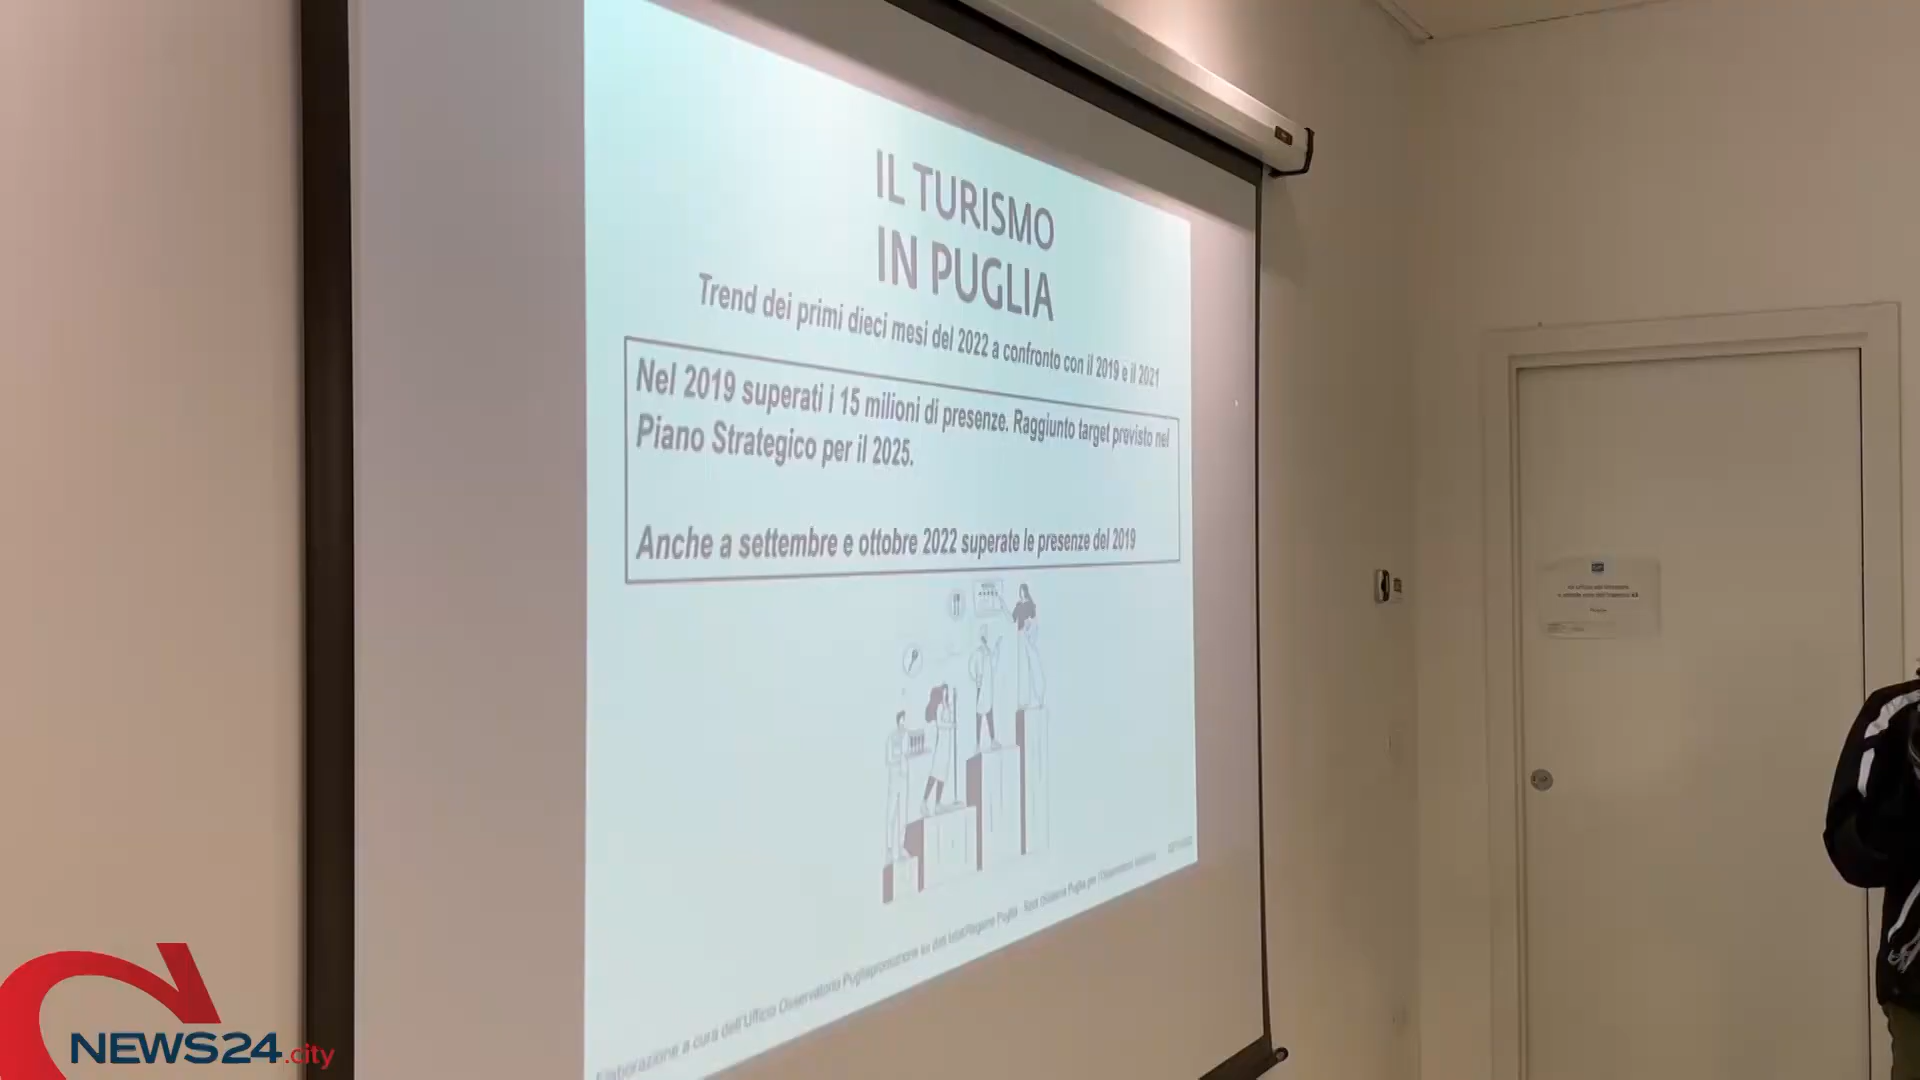 IL TURISMO
IN PUGLIA
Trend dei primi dieci mesi del 2022 a confronto con il 2019 e il 2021
Nel 2019 superati i 15 milioni di presenze. Raggiunto target previsto nel
Piano Strategico per il 2025.
Anche a settembre e ottobre 2022 superate le presenze del 2019
Elaborazione a cura dell'Ufficio Osservatorio Pugliapromozione su dati Istat/Regione Puglia
NEWS24.city